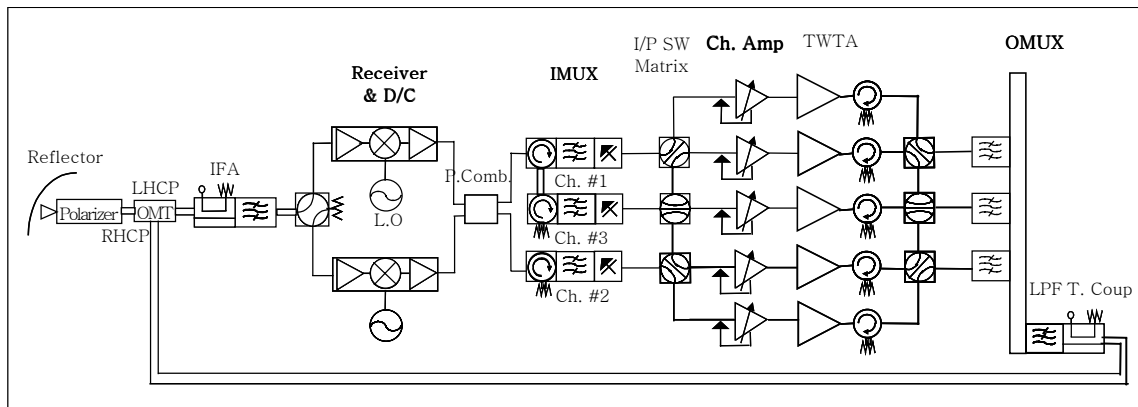 I/P SW
Matrix
Ch. Amp
TWTA
OMUX
Receiver
& D/C
IMUX
Reflector
IFA
LHCP
Polarizer
OMT
RHCP
L.O
P.Comb.
Ch. #1
Ch. #3
Ch. #2
LPF T. Coup